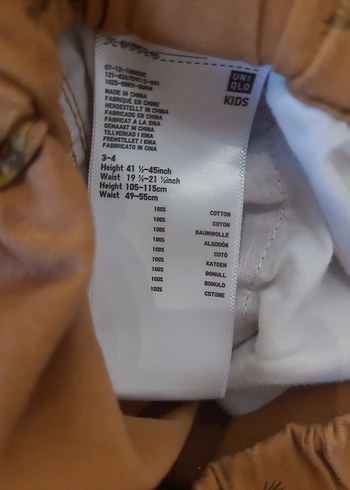 UNI
QLO
KIDS
MADE IN CHINA
FABRIQUÉ EN CHINE
HERGESTELLT IN CHINA
FABRICADO EN CHINA
FABRICAT A LA XINA
GEMAAKT IN CHINA
TILLVERKAD I KINA
FREMSTILLET I KINA
FABBRICATO IN CINA
3-4
Height 41 ½-45inch
Waist 19 ½-21 ½inch
Height 105-115cm
Waist 49-55cm
100% COTTON
100% COTON
100% BAUMWOLLE
100% ALGODÓN
100% COTÓ
100% KATOEN
100% BOMULL
100% BOMULD
100% COTONE